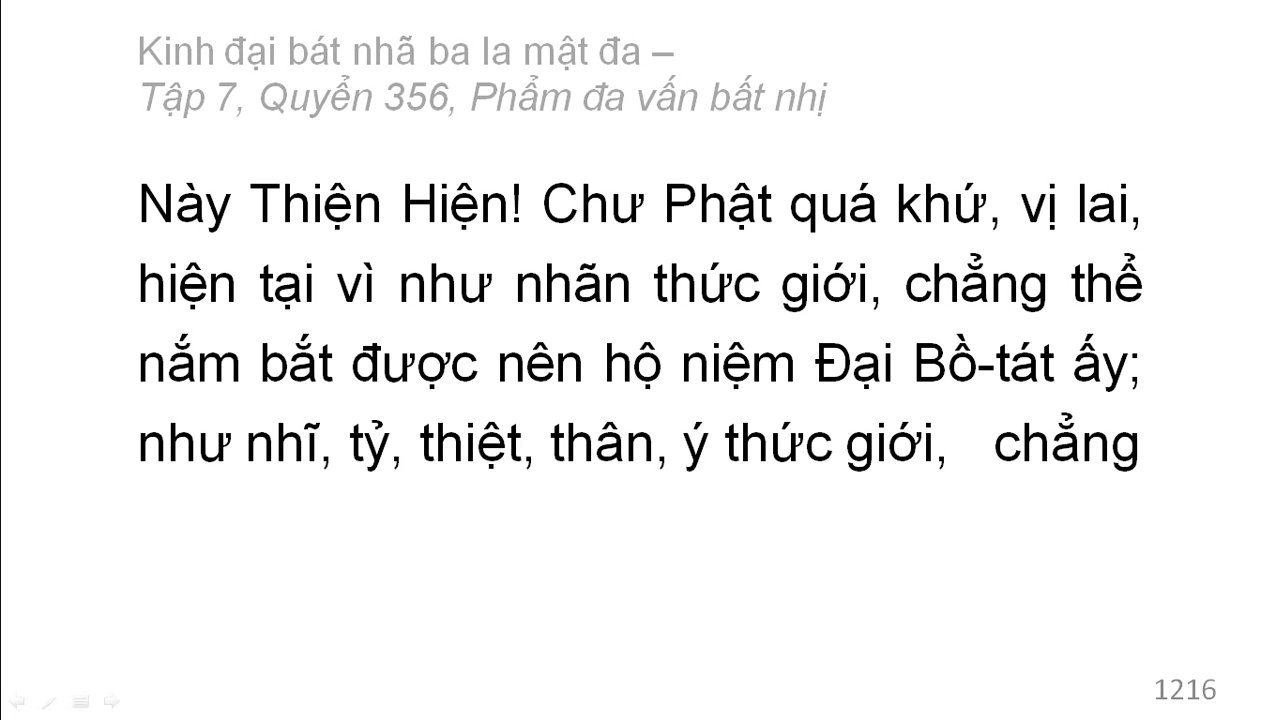 Kinh đại bát nhã ba la mật đa –
Tập 7, Quyển 356, Phẩm đa vấn bất nhị
Này Thiện Hiện! Chư Phật quá khứ, vị lai,
hiện tại vì như nhãn thức giới, chẳng thể
nắm bắt được nên hộ niệm Đại Bồ-tát ấy;
như nhĩ, tỷ, thiệt, thân, ý thức giới, chẳng
1216